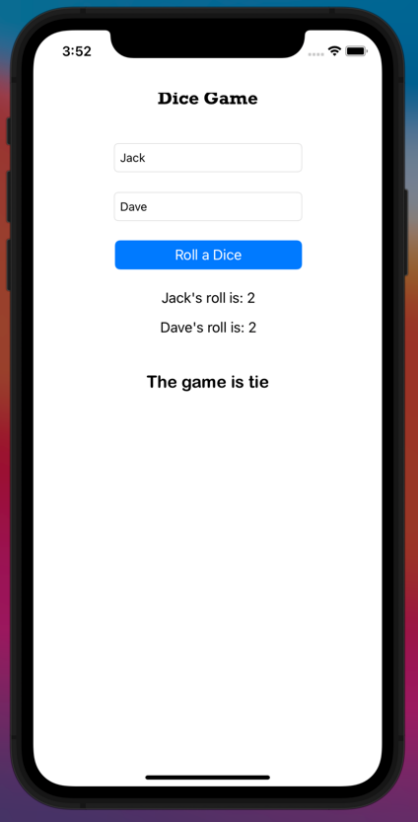 3:52
Dice Game
Jack
Dave
Roll a Dice
Jack's roll is: 2
Dave's roll is: 2
The game is tie